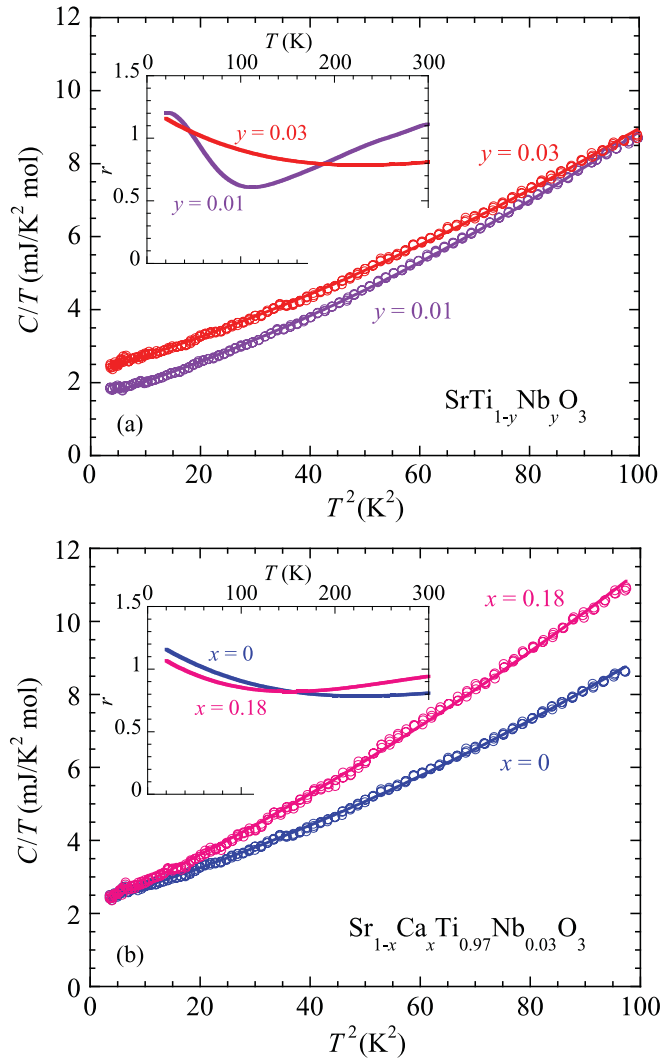 T (K)
0 100 200 300
1.5
1
0.5
0
r
y = 0.03
y = 0.01
12
10
8
6
4
2
0
C/T (mJ/K² mol)
y = 0.03
y = 0.01
(a)
SrTi₁₋yNbyO₃
0 20 40 60 80 100
T² (K²)
T (K)
0 100 200 300
1.5
1
0.5
0
r
x = 0
x = 0.18
12
10
8
6
4
2
0
C/T (mJ/K² mol)
x = 0.18
x = 0
(b)
Sr₁₋ₓCaₓTi₀.₉₇Nb₀.₀₃O₃
0 20 40 60 80 100
T² (K²)